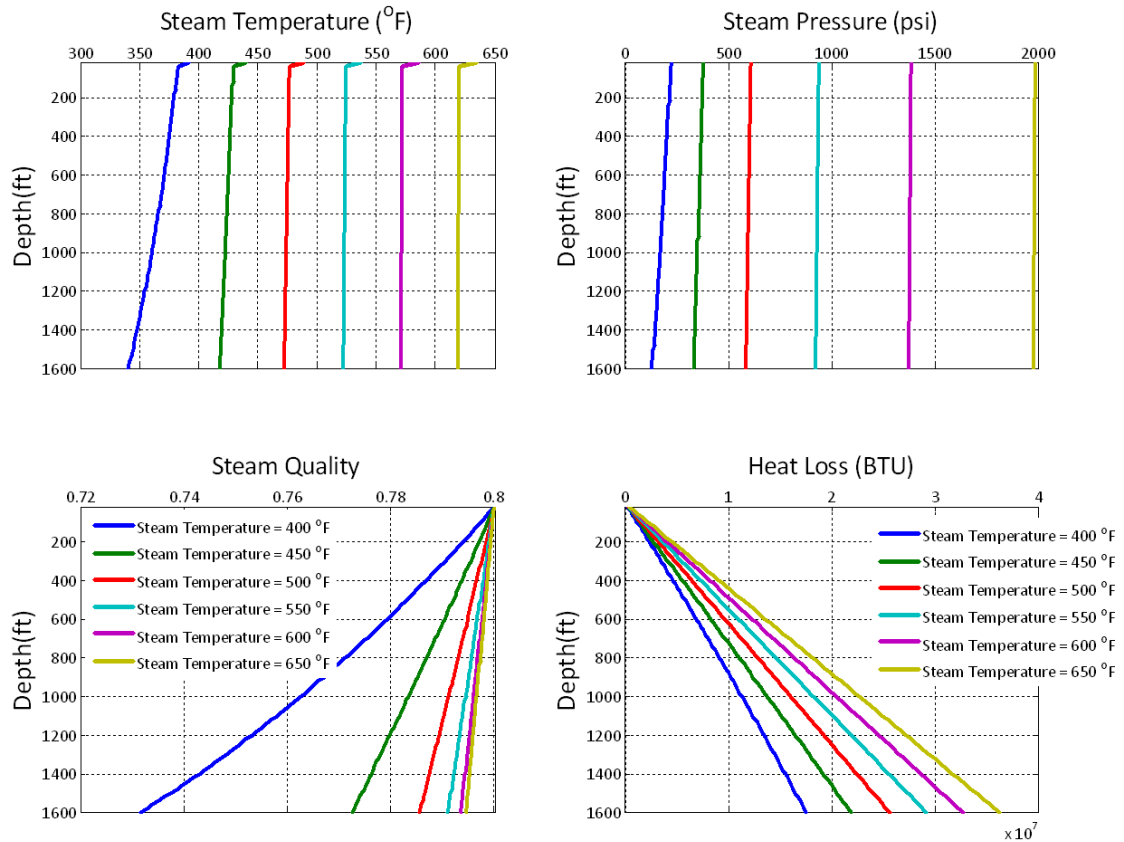 Steam Temperature (°F)
300 350 400 450 500 550 600 650
Depth(ft)
200
400
600
800
1000
1200
1400
1600
Steam Pressure (psi)
0 500 1000 1500 2000
Depth(ft)
200
400
600
800
1000
1200
1400
1600
Steam Quality
0.72 0.74 0.76 0.78 0.8
Depth(ft)
200
400
600
800
1000
1200
1400
1600
Steam Temperature = 400 °F
Steam Temperature = 450 °F
Steam Temperature = 500 °F
Steam Temperature = 550 °F
Steam Temperature = 600 °F
Steam Temperature = 650 °F
Heat Loss (BTU)
0 1 2 3 4
Depth(ft)
200
400
600
800
1000
1200
1400
1600
Steam Temperature = 400 °F
Steam Temperature = 450 °F
Steam Temperature = 500 °F
Steam Temperature = 550 °F
Steam Temperature = 600 °F
Steam Temperature = 650 °F
x10⁷